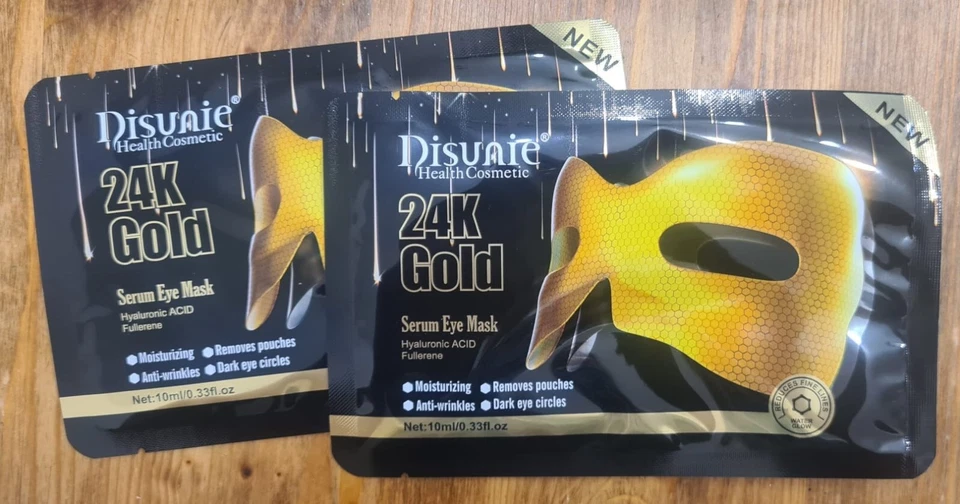 NEW
Disunie®
Health Cosmetic
24K
Gold
Serum Eye Mask
Hyaluronic ACID
Fullerene
Moisturizing
Removes pouches
Anti-wrinkles
Dark eye circles
Net:10ml/0.33fl.oz
NEW
Disunie®
Health Cosmetic
24K
Gold
Serum Eye Mask
Hyaluronic ACID
Fullerene
Moisturizing
Removes pouches
Anti-wrinkles
Dark eye circles
Net:10ml/0.33fl.oz
REDUCES FINE LINES
WATER
GLOW